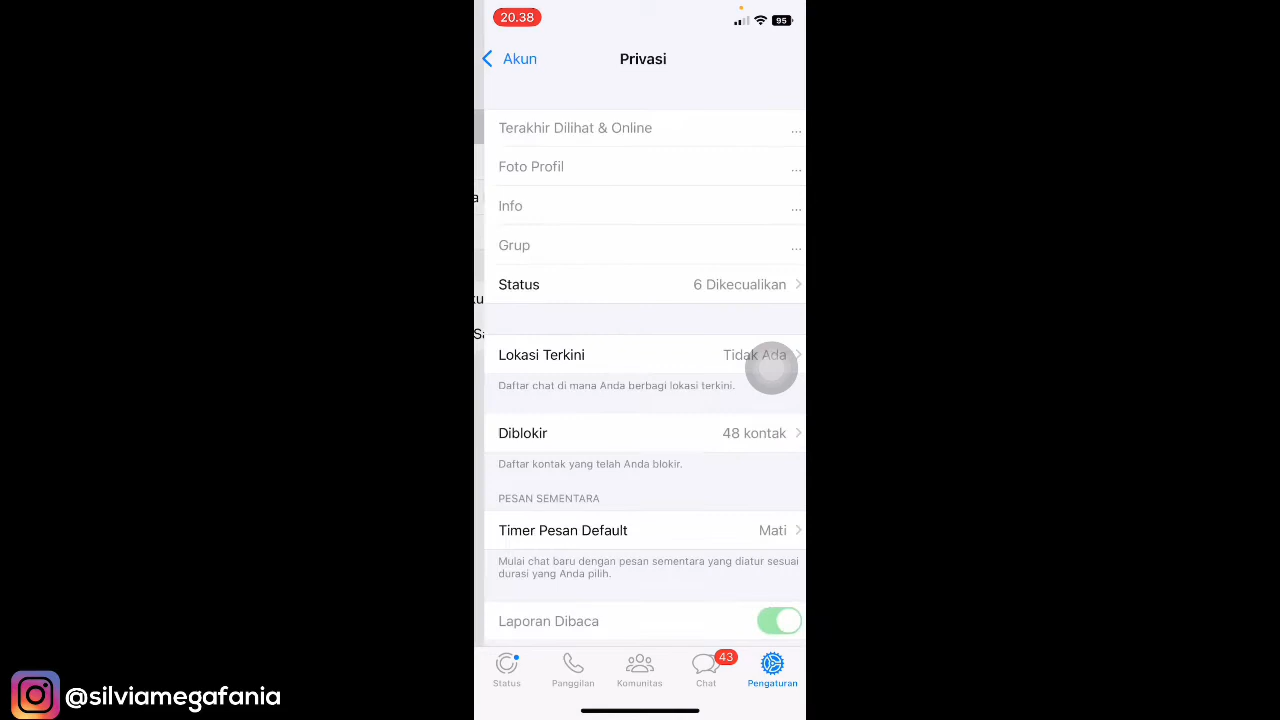 20.38
95
Akun
Privasi
Terakhir Dilihat & Online ...
Foto Profil ...
Info ...
Grup ...
Status 6 Dikecualikan
Lokasi Terkini Tidak Ada
Daftar chat di mana Anda berbagi lokasi terkini.
Diblokir 48 kontak
Daftar kontak yang telah Anda blokir.
PESAN SEMENTARA
Timer Pesan Default Mati
Mulai chat baru dengan pesan sementara yang diatur sesuai
durasi yang Anda pilih.
Laporan Dibaca
43
Status Panggilan Komunitas Chat Pengaturan
@silviamegafania